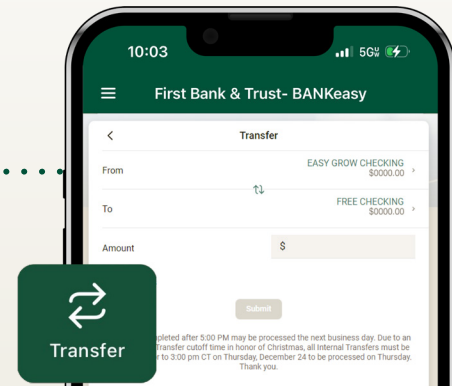 10:03
5G
First Bank & Trust- BANKeasy
Transfer
From
EASY GROW CHECKING
$0000.00
To
FREE CHECKING
$0000.00
Amount
$
Submit
Transfer
pleted after 5:00 PM may be processed the next business day. Due to an
Transfer cutoff time in honor of Christmas, all Internal Transfers must be
r to 3:00 pm CT on Thursday, December 24 to be processed on Thursday.
Thank you.